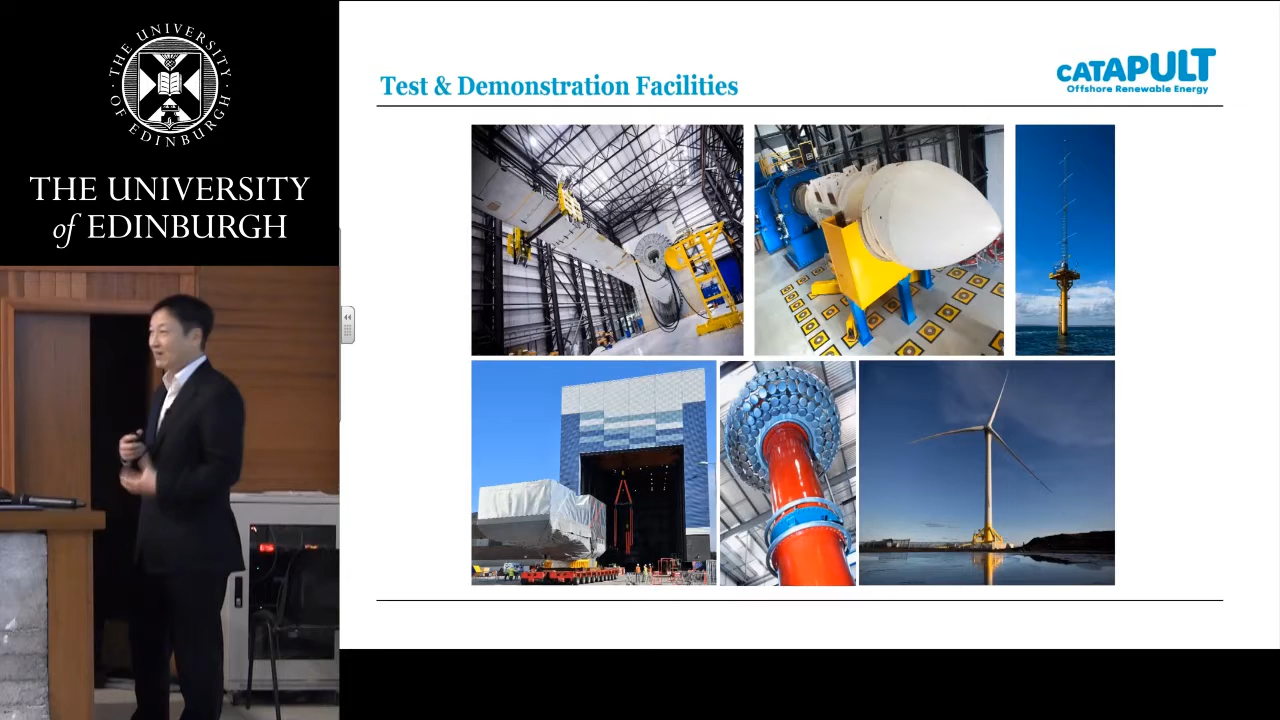 · THE · UNIVERSITY ·
OF · EDINBURGH
THE UNIVERSITY
of EDINBURGH
Test & Demonstration Facilities
CATAPULT
Offshore Renewable Energy